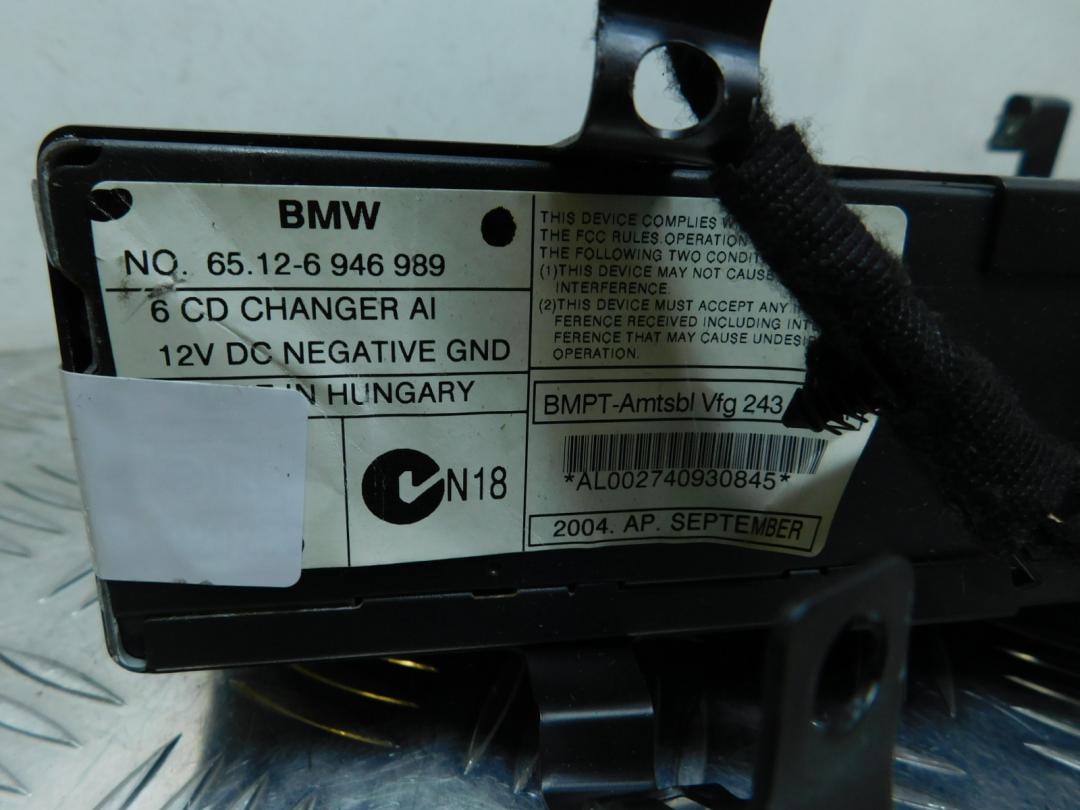 BMW
NO. 65.12-6 946 989
6 CD CHANGER AI
12V DC NEGATIVE GND
IN HUNGARY
N18
THIS DEVICE COMPLIES
THE FCC RULES. OPERATION
THE FOLLOWING TWO
(1)THIS DEVICE MAY NOT CAUSE
INTERFERENCE.
(2)THIS DEVICE MUST ACCEPT ANY
FERENCE RECEIVED INCLUDING
FERENCE THAT MAY CAUSE
OPERATION.
BMPT-Amtsbl Vfg 243
*AL002740930845*
2004. AP. SEPTEMBER